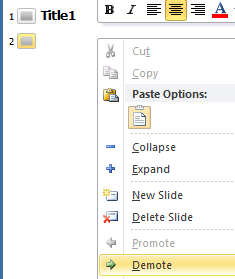 1 Title1
B I U A
2
Cut
Copy
Paste Options:
A
Collapse
Expand
New Slide
Delete Slide
Promote
Demote